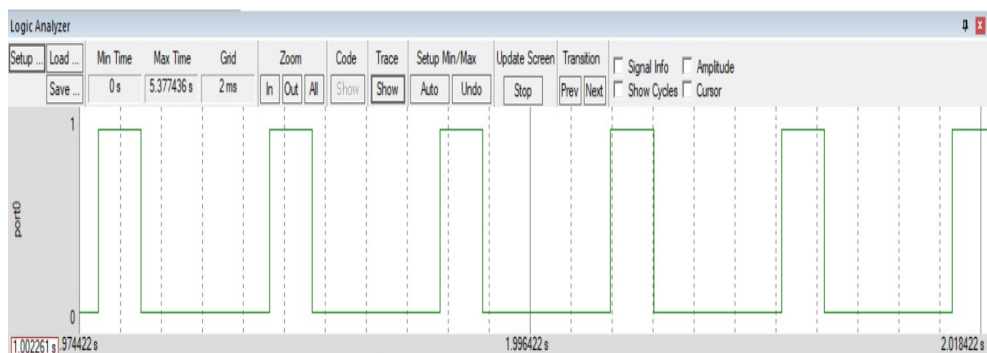 Logic Analyzer
Setup ... Load ... Min Time Max Time Grid Zoom Code Trace Setup Min/Max Update Screen Transition Signal Info Amplitude
Save ... 0 s 5.377436 s 2 ms In Out All Show Show Auto Undo Stop Prev Next Show Cycles Cursor
1
portD
0
1.002261 s .974422 s 1.996422 s 2.018422 s